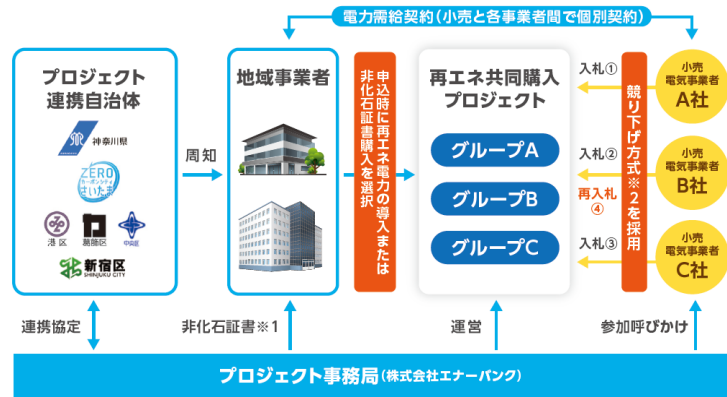 電力需給契約(小売と各事業者間で個別契約)
プロジェクト
連携自治体
神奈川県
ZERO
カーボンシティ
さいたま
港区
葛飾区
中央区
新宿区
SHINJUKU CITY
周知
地域事業者
申込時に再エネ電力の導入または
非化石証書購入を選択
再エネ共同購入
プロジェクト
グループA
グループB
グループC
入札①
入札②
再入札
④
入札③
競り下げ方式※2を採用
小売
電気事業者
A社
小売
電気事業者
B社
小売
電気事業者
C社
連携協定
非化石証書※1
運営
参加呼びかけ
プロジェクト事務局(株式会社エナーバンク)